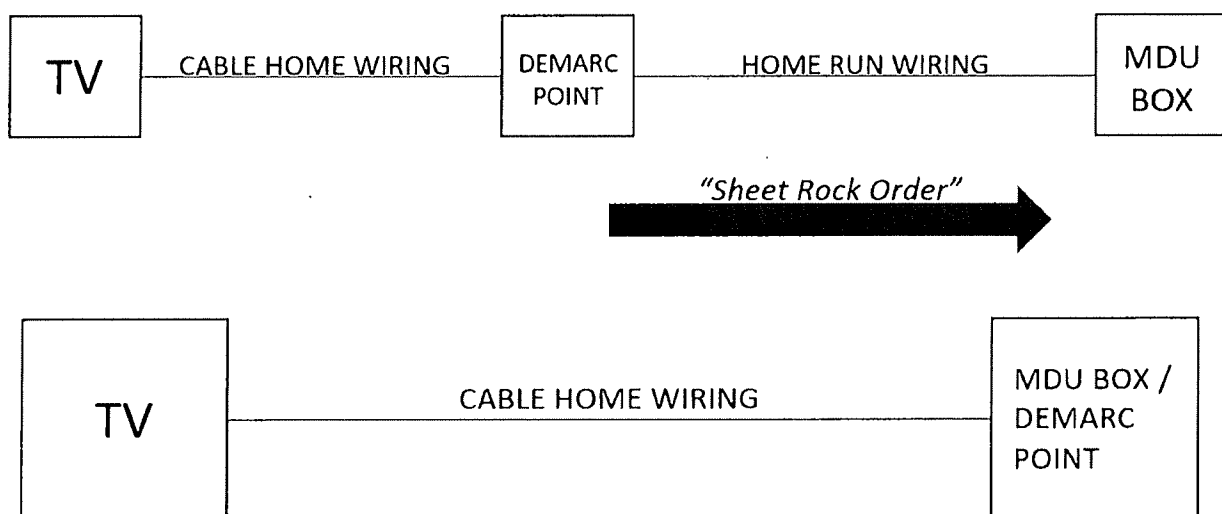 TV
CABLE HOME WIRING
DEMARC
POINT
HOME RUN WIRING
MDU
BOX
“Sheet Rock Order”
TV
CABLE HOME WIRING
MDU BOX /
DEMARC
POINT